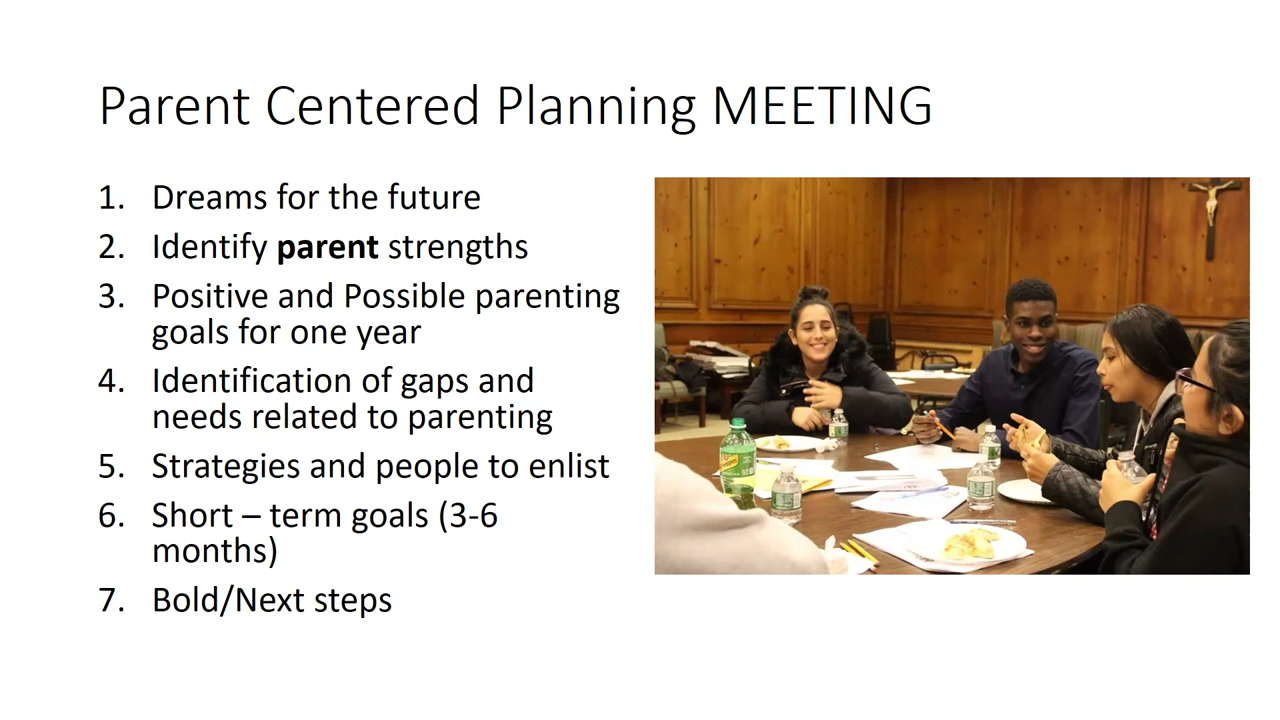 Parent Centered Planning MEETING
1. Dreams for the future
2. Identify parent strengths
3. Positive and Possible parenting
goals for one year
4. Identification of gaps and
needs related to parenting
5. Strategies and people to enlist
6. Short – term goals (3-6
months)
7. Bold/Next steps